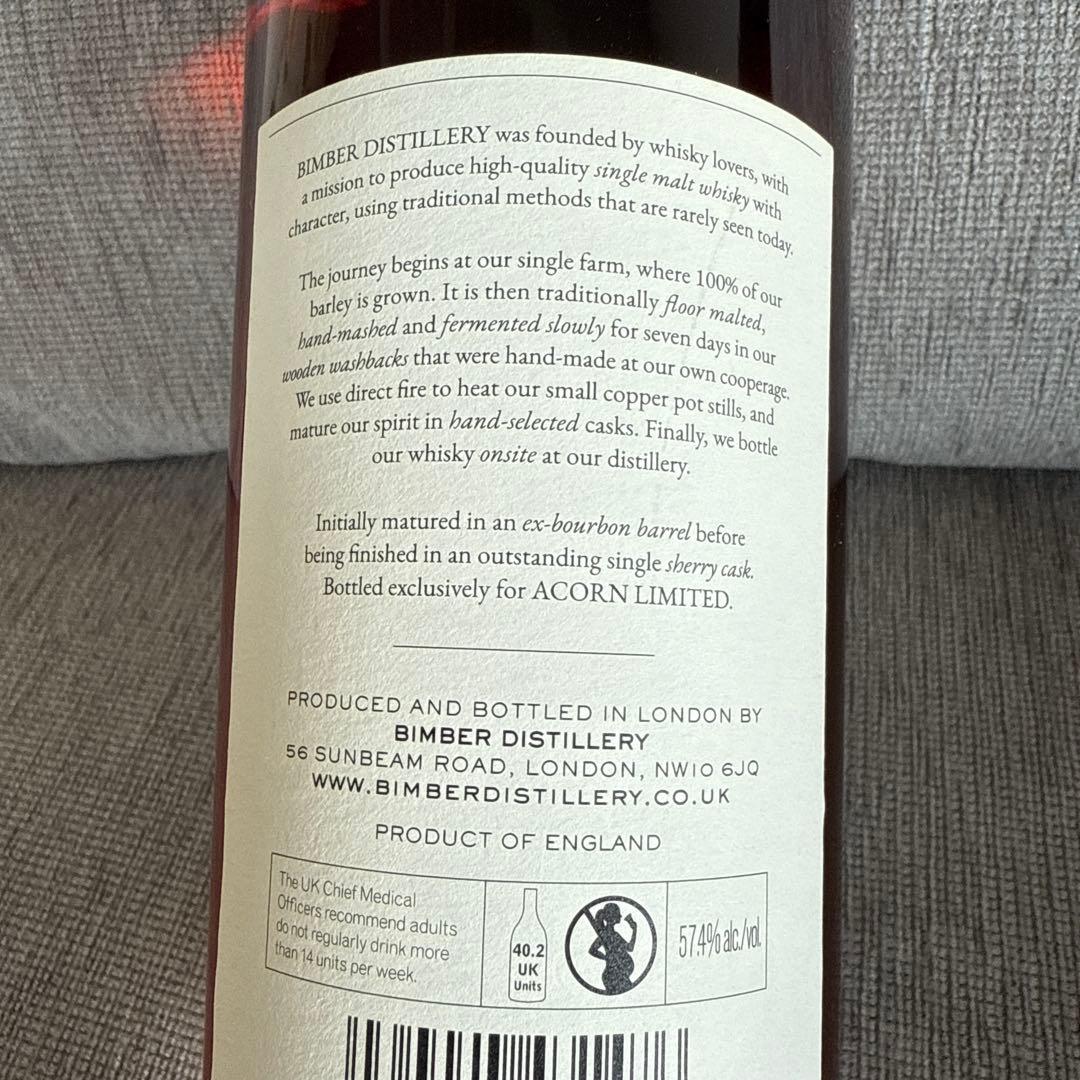 BIMBER DISTILLERY was founded by whisky lovers, with
a mission to produce high-quality single malt whisky with
character, using traditional methods that are rarely seen today.
The journey begins at our single farm, where 100% of our
barley is grown. It is then traditionally floor malted,
hand-mashed and fermented slowly for seven days in our
wooden washbacks that were hand-made at our own cooperage.
We use direct fire to heat our small copper pot stills, and
mature our spirit in hand-selected casks. Finally, we bottle
our whisky onsite at our distillery.
Initially matured in an ex-bourbon barrel before
being finished in an outstanding single sherry cask.
Bottled exclusively for ACORN LIMITED.
PRODUCED AND BOTTLED IN LONDON BY
BIMBER DISTILLERY
56 SUNBEAM ROAD, LONDON, NW10 6JQ
WWW.BIMBERDISTILLERY.CO.UK
PRODUCT OF ENGLAND
The UK Chief Medical
Officers recommend adults
do not regularly drink more
than 14 units per week.
40.2
UK
Units
57.4% alc./vol.